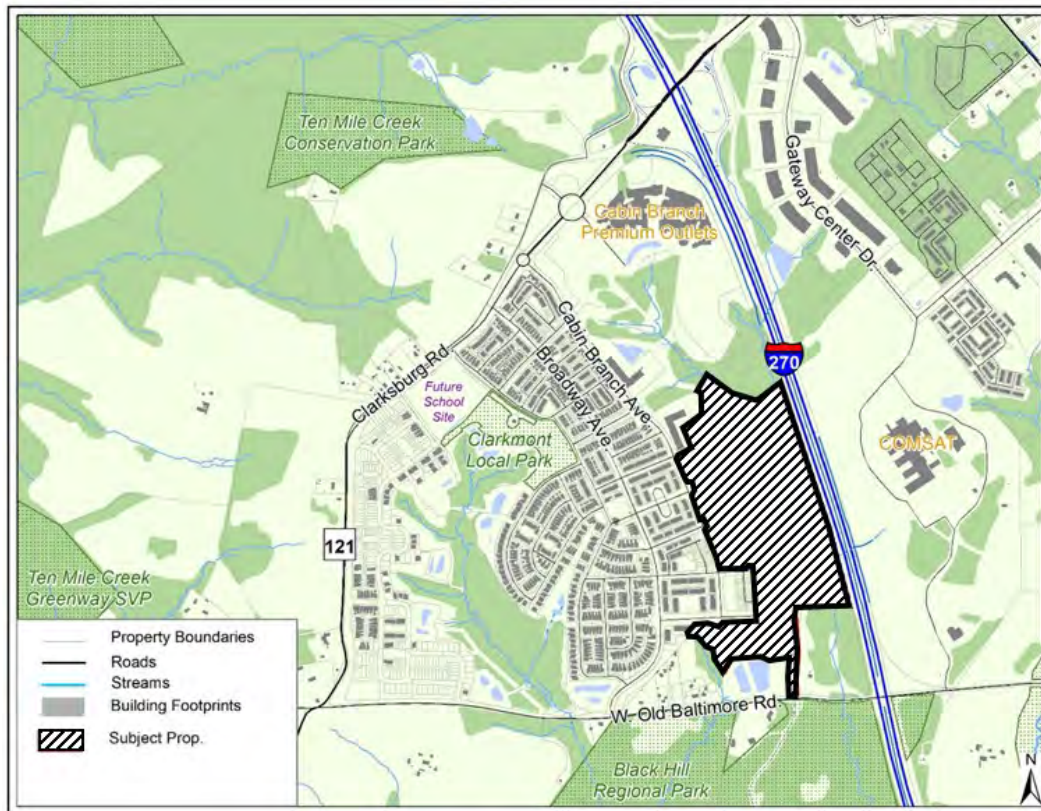 Ten Mile Creek
Conservation Park
Gateway Center Dr.
Cabin Branch
Premium Outlets
Cabin Branch Ave
Broadway Ave
Clarksburg Rd
270
Future
School
Site
Clarkmont
Local Park
COMSAT
121
Ten Mile Creek
Greenway SVP
Property Boundaries
Roads
Streams
Building Footprints
Subject Prop.
W. Old Baltimore Rd.
Black Hill
Regional Park
N